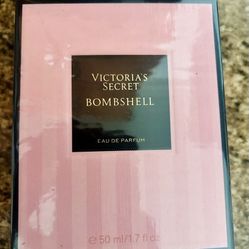 VICTORIA'S
SECRET
BOMBSHELL
EAU DE PARFUM
℮ 50 ml/1.7 fl oz